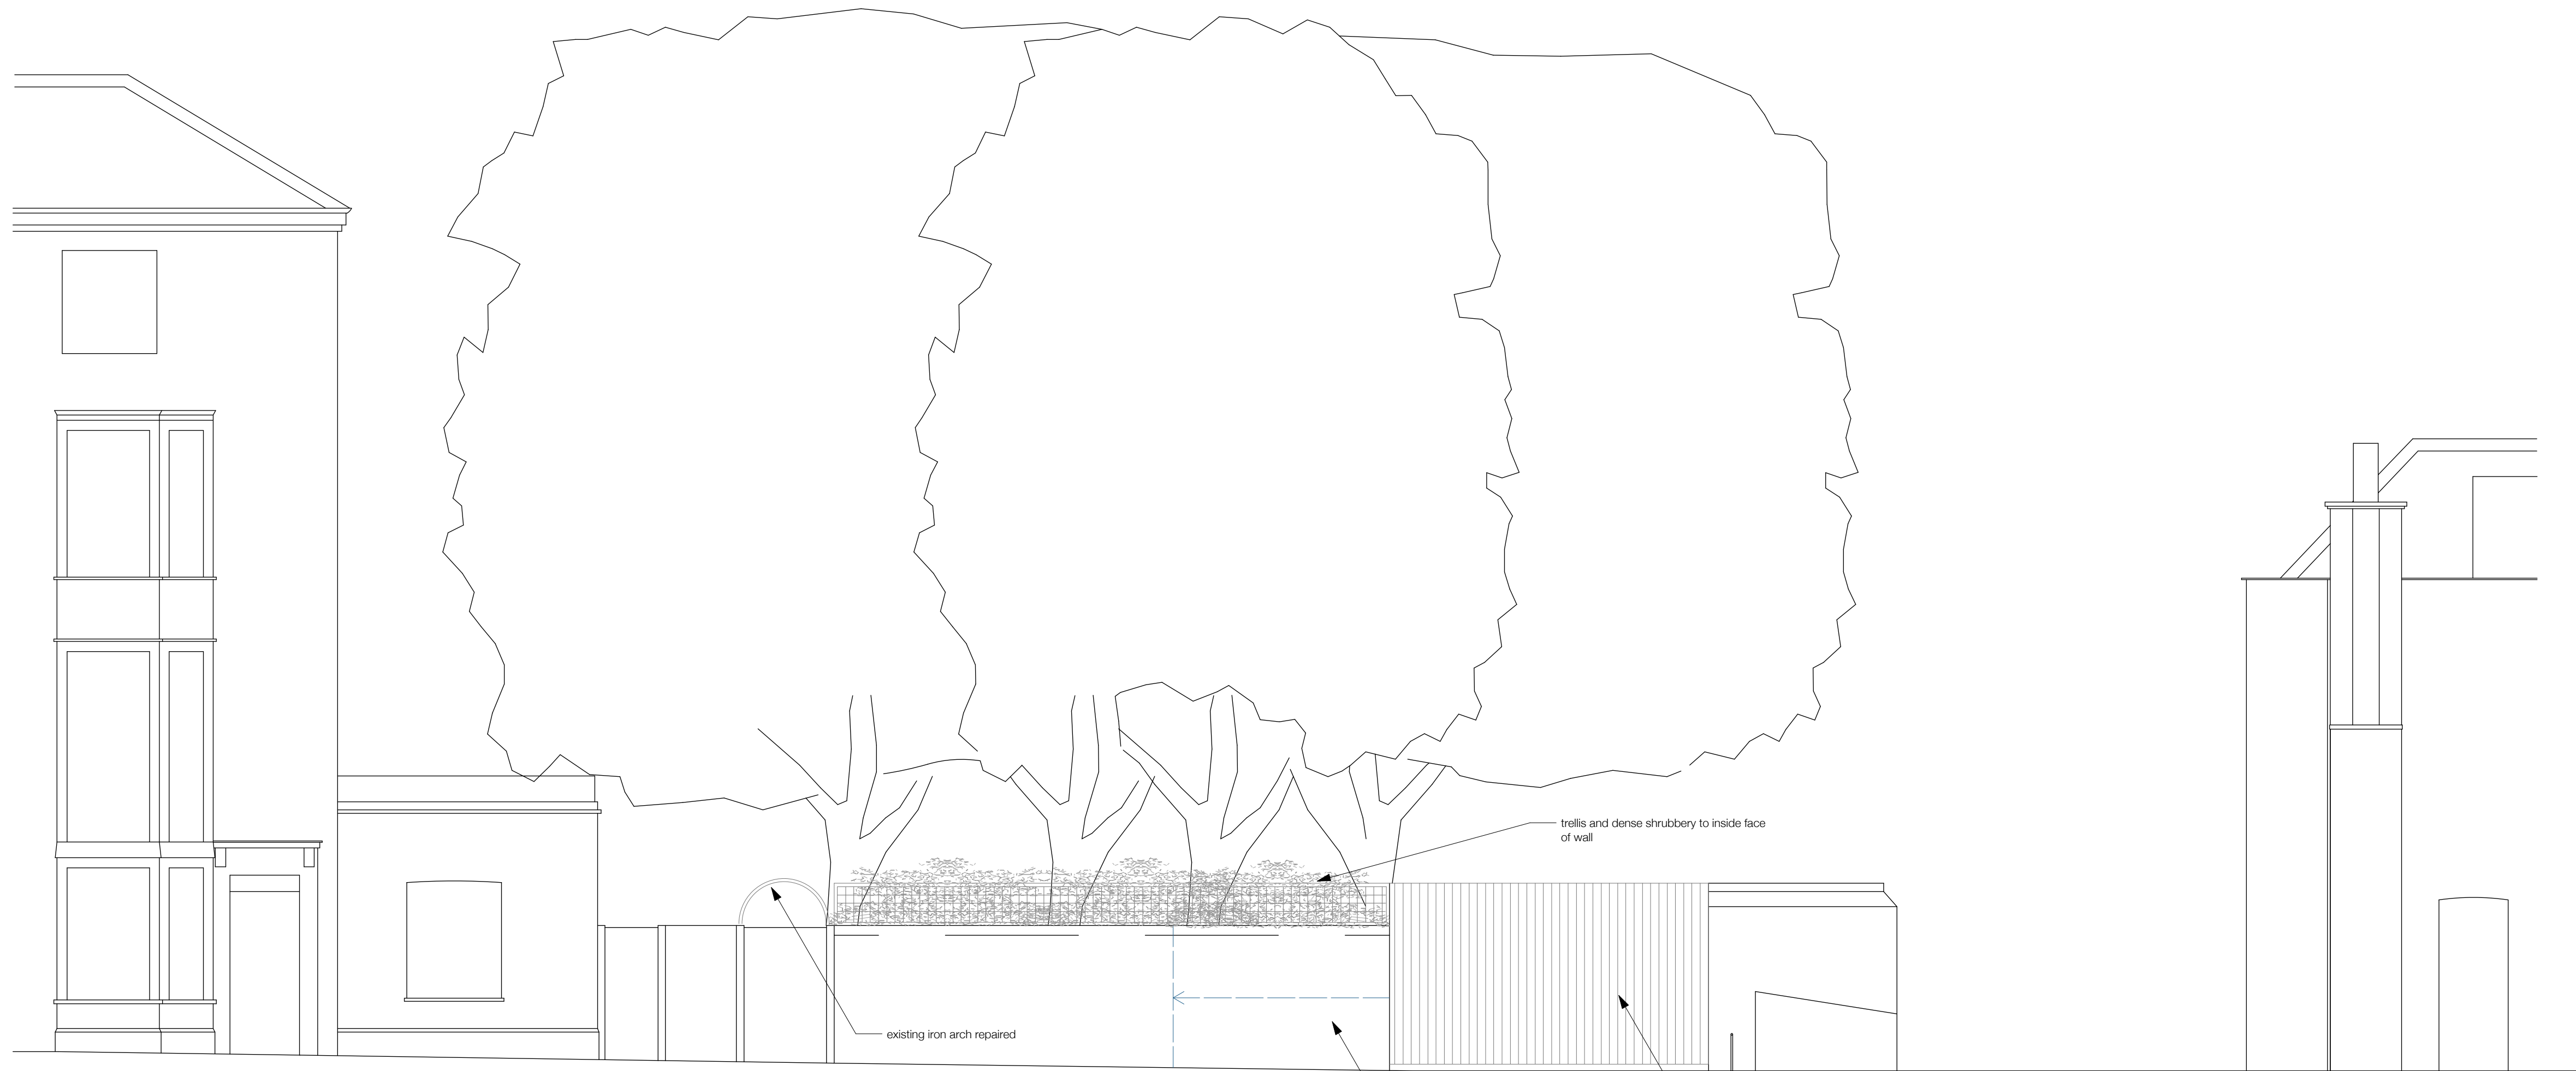 trellis and dense shrubbery to inside face
of wall
existing iron arch repaired